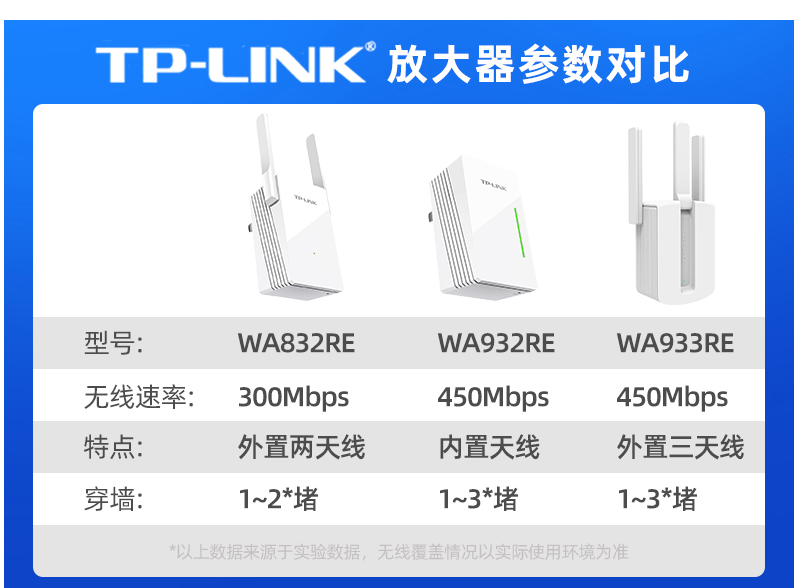 TP-LINK® 放大器参数对比
TP-LINK
TP-LINK
型号: WA832RE WA932RE WA933RE
无线速率: 300Mbps 450Mbps 450Mbps
特点: 外置两天线 内置天线 外置三天线
穿墙: 1~2*堵 1~3*堵 1~3*堵
*以上数据来源于实验数据，无线覆盖情况以实际使用环境为准